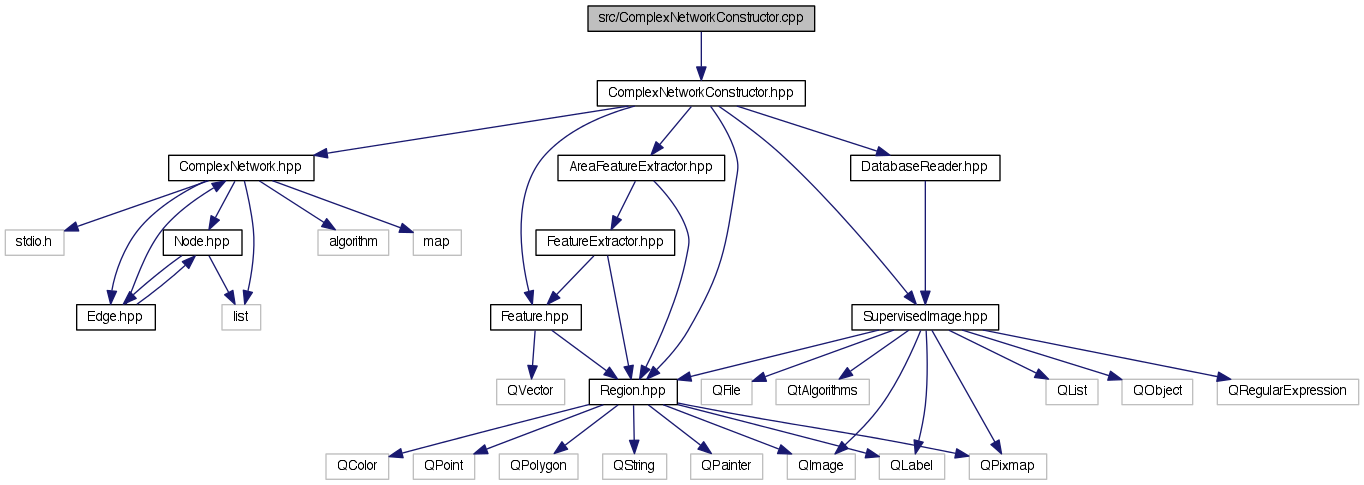 src/ComplexNetworkConstructor.cpp
ComplexNetworkConstructor.hpp
ComplexNetwork.hpp
AreaFeatureExtractor.hpp
DatabaseReader.hpp
stdio.h
Node.hpp
algorithm
map
FeatureExtractor.hpp
Edge.hpp
list
Feature.hpp
SupervisedImage.hpp
QVector
Region.hpp
QFile
QtAlgorithms
QList
QObject
QRegularExpression
QColor
QPoint
QPolygon
QString
QPainter
QImage
QLabel
QPixmap